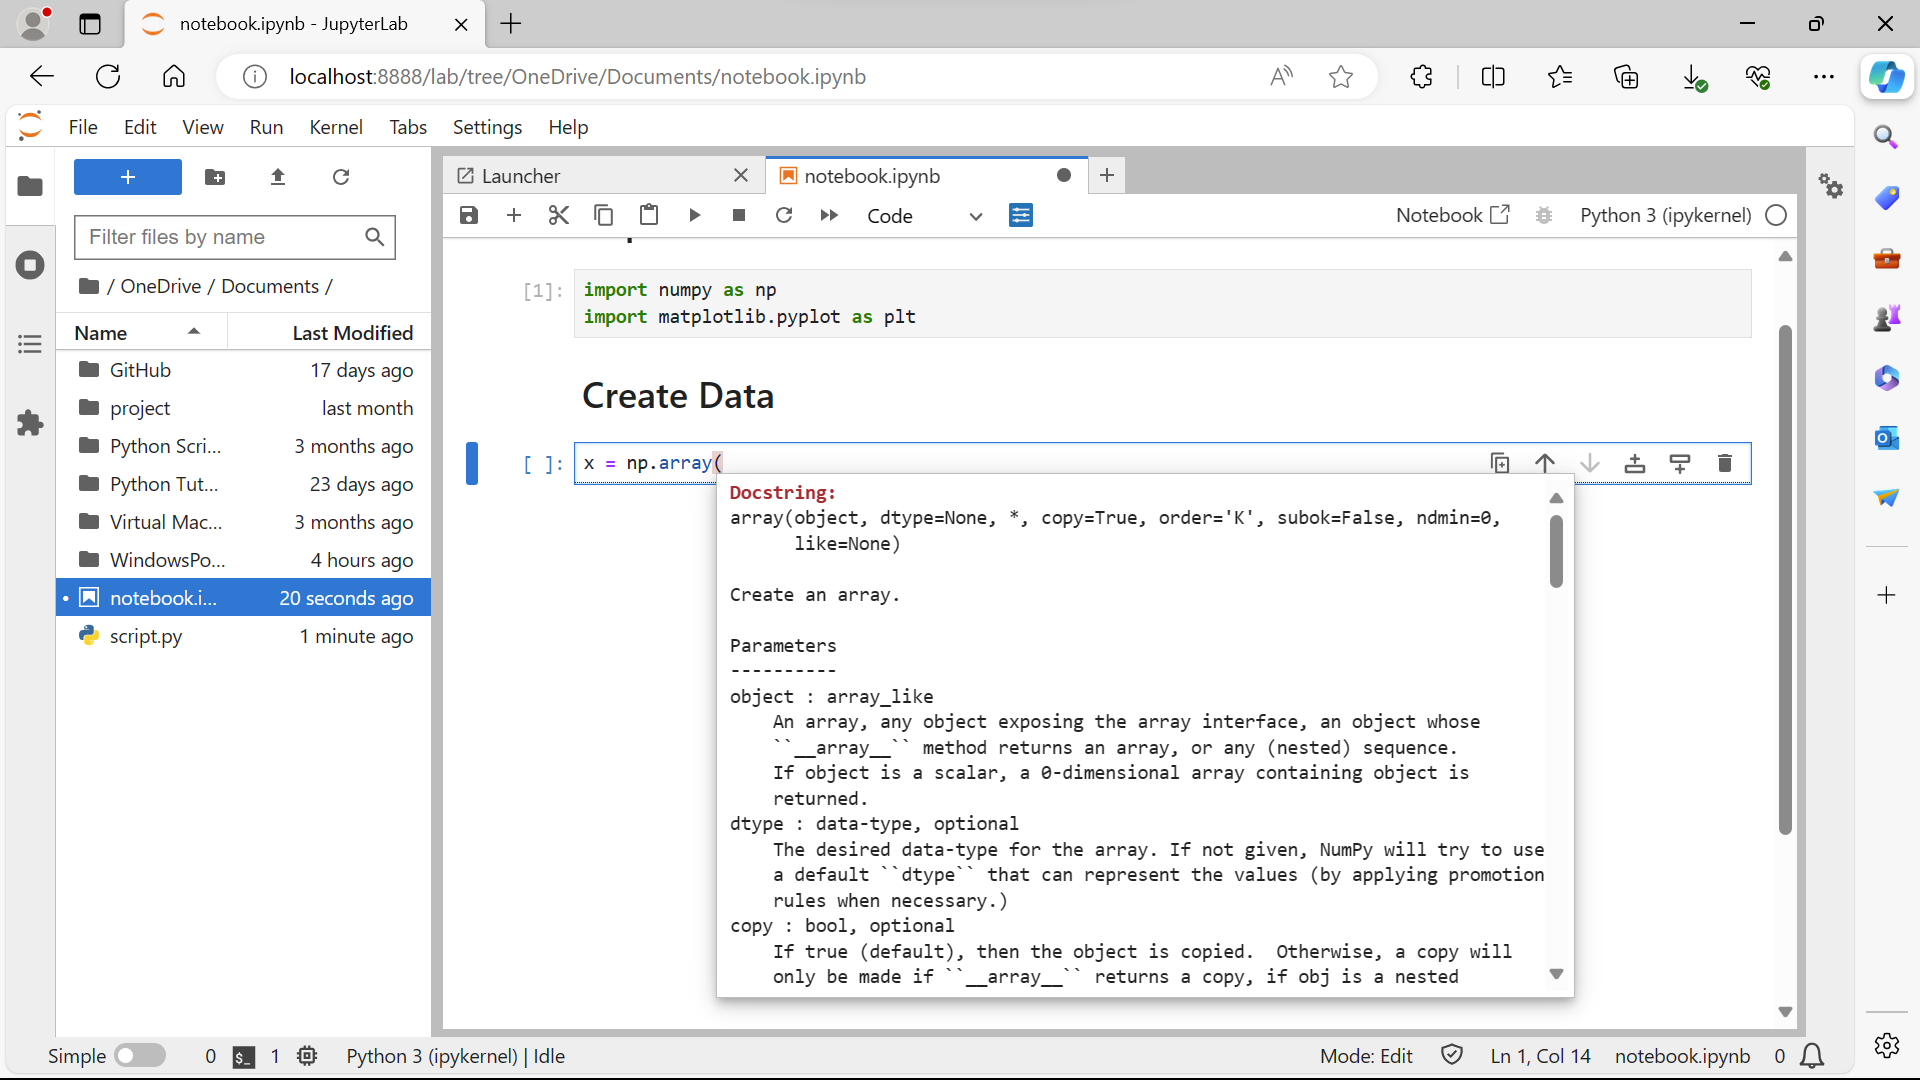 notebook.ipynb - JupyterLab
localhost:8888/lab/tree/OneDrive/Documents/notebook.ipynb
File Edit View Run Kernel Tabs Settings Help
+
Filter files by name
/ OneDrive / Documents /
Name Last Modified
GitHub 17 days ago
project last month
Python Scri... 3 months ago
Python Tut... 23 days ago
Virtual Mac... 3 months ago
WindowsPo... 4 hours ago
notebook.i... 20 seconds ago
script.py 1 minute ago
Launcher notebook.ipynb
Code Notebook Python 3 (ipykernel)
[1]: import numpy as np
import matplotlib.pyplot as plt
Create Data
[ ]: x = np.array(
Docstring:
array(object, dtype=None, *, copy=True, order='K', subok=False, ndmin=0,
like=None)
Create an array.
Parameters
----------
object : array_like
An array, any object exposing the array interface, an object whose
``__array__`` method returns an array, or any (nested) sequence.
If object is a scalar, a 0-dimensional array containing object is
returned.
dtype : data-type, optional
The desired data-type for the array. If not given, NumPy will try to use
a default ``dtype`` that can represent the values (by applying promotion
rules when necessary.)
copy : bool, optional
If true (default), then the object is copied.  Otherwise, a copy will
only be made if ``__array__`` returns a copy, if obj is a nested
Simple 0 $_ 1 Python 3 (ipykernel) | Idle Mode: Edit Ln 1, Col 14 notebook.ipynb 0